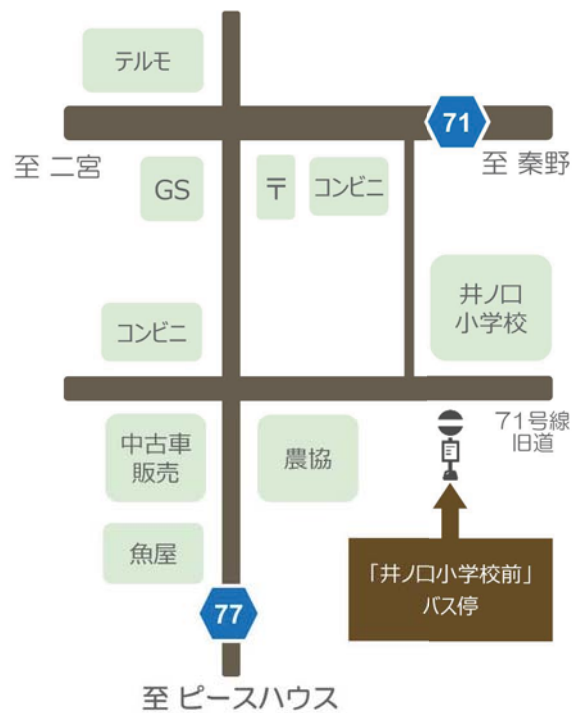 テルモ
71
至 二宮
至 秦野
GS
〒
コンビニ
井ノ口
小学校
コンビニ
71号線
旧道
中古車
販売
農協
魚屋
「井ノ口小学校前」
バス停
77
至 ピースハウス